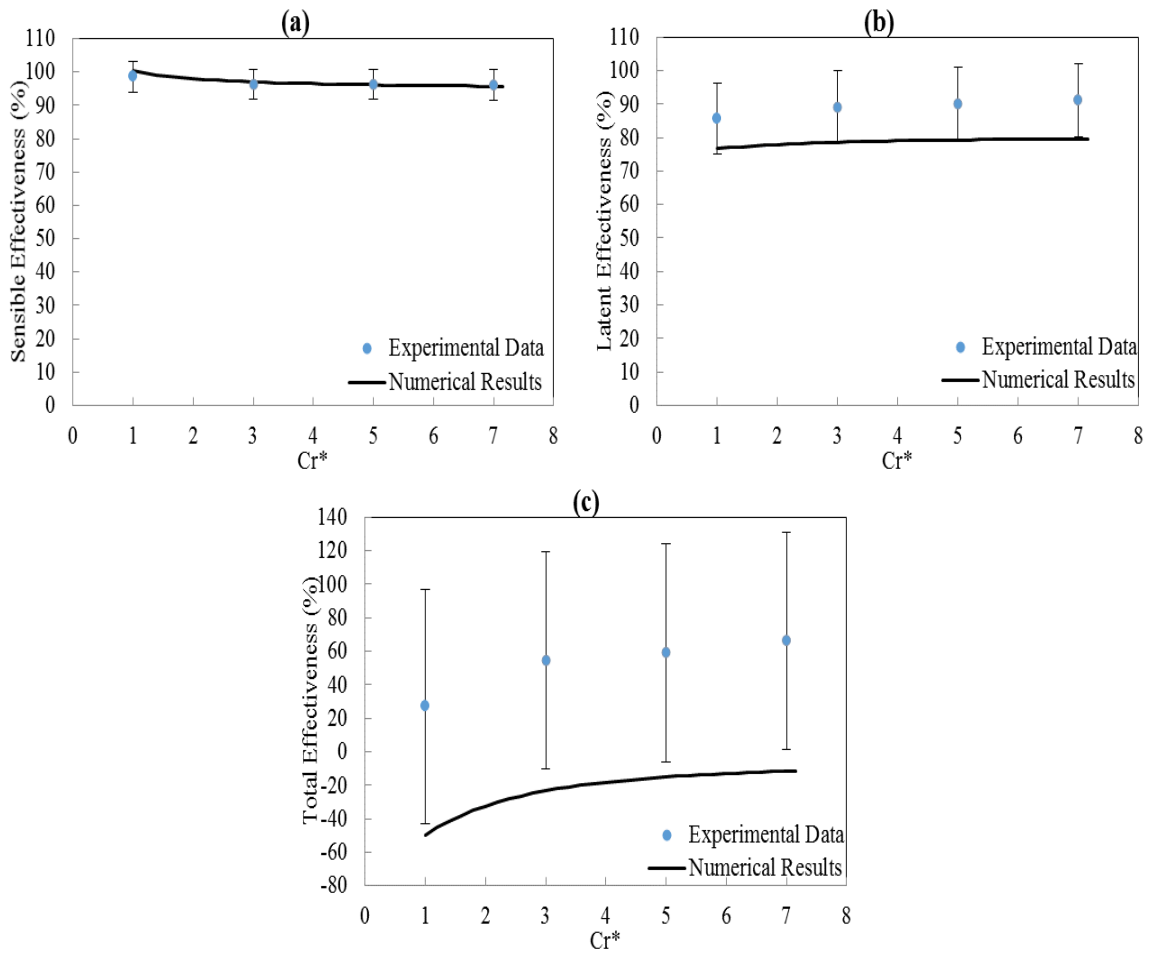 (a)
110
100
90
80
70
60
50
40
30
20
10
0
Sensible Effectiveness (%)
Experimental Data
Numerical Results
0 1 2 3 4 5 6 7 8
Cr*
(b)
110
100
90
80
70
60
50
40
30
20
10
0
Latent Effectiveness (%)
Experimental Data
Numerical Results
0 1 2 3 4 5 6 7 8
Cr*
(c)
140
120
100
80
60
40
20
0
-20
-40
-60
-80
Total Effectiveness (%)
Experimental Data
Numerical Results
0 1 2 3 4 5 6 7 8
Cr*